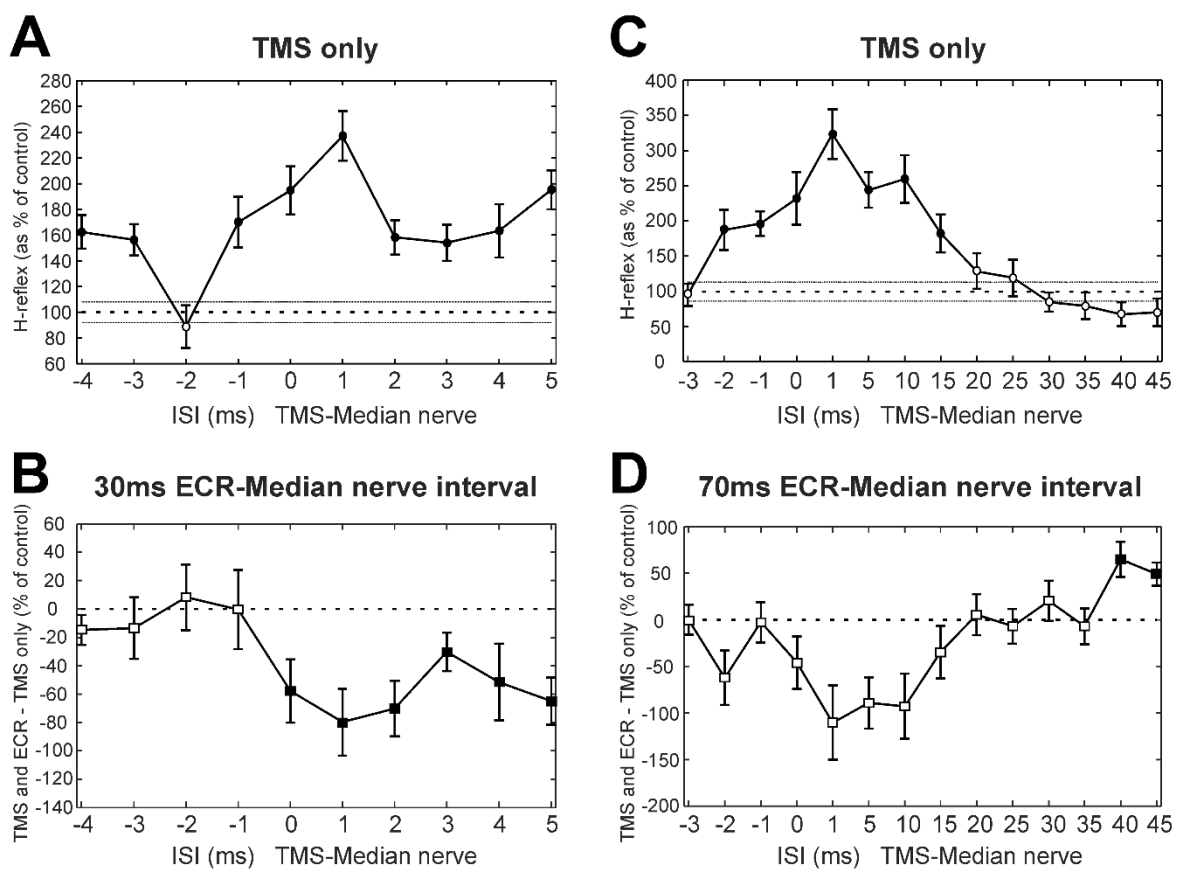 A
TMS only
H-reflex (as % of control)
280
260
240
220
200
180
160
140
120
100
80
60
-4 -3 -2 -1 0 1 2 3 4 5
ISI (ms) TMS-Median nerve
C
TMS only
H-reflex (as % of control)
400
350
300
250
200
150
100
50
0
-3 -2 -1 0 1 5 10 15 20 25 30 35 40 45
ISI (ms) TMS-Median nerve
B
30ms ECR-Median nerve interval
TMS and ECR - TMS only (% of control)
60
40
20
0
-20
-40
-60
-80
-100
-120
-140
-4 -3 -2 -1 0 1 2 3 4 5
ISI (ms) TMS-Median nerve
D
70ms ECR-Median nerve interval
TMS and ECR - TMS only (% of control)
100
50
0
-50
-100
-150
-200
-3 -2 -1 0 1 5 10 15 20 25 30 35 40 45
ISI (ms) TMS-Median nerve